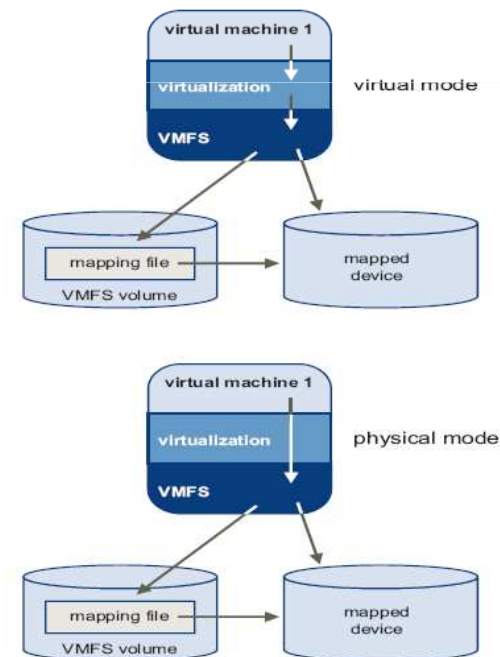 virtual machine 1
virtualization
virtual mode
VMFS
mapping file
VMFS volume
mapped
device
virtual machine 1
virtualization
physical mode
VMFS
mapping file
VMFS volume
mapped
device